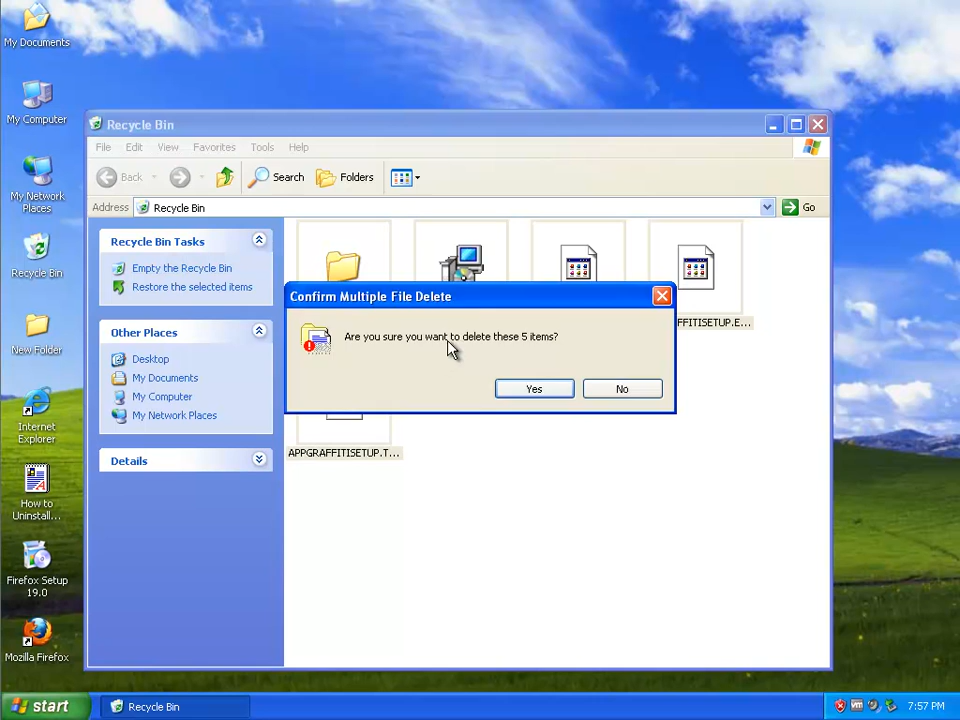 My Documents
My Computer
My Network
Places
Recycle Bin
New Folder
Internet
Explorer
How to
Uninstall...
Firefox Setup
19.0
Mozilla Firefox
Recycle Bin
File Edit View Favorites Tools Help
Back Search Folders
Address Recycle Bin Go
Recycle Bin Tasks
Empty the Recycle Bin
Restore the selected items
Other Places
Desktop
My Documents
My Computer
My Network Places
Details
FFITISETUP.E...
Confirm Multiple File Delete
Are you sure you want to delete these 5 items?
Yes No
APPGRAFFITISETUP.T...
start Recycle Bin 7:57 PM